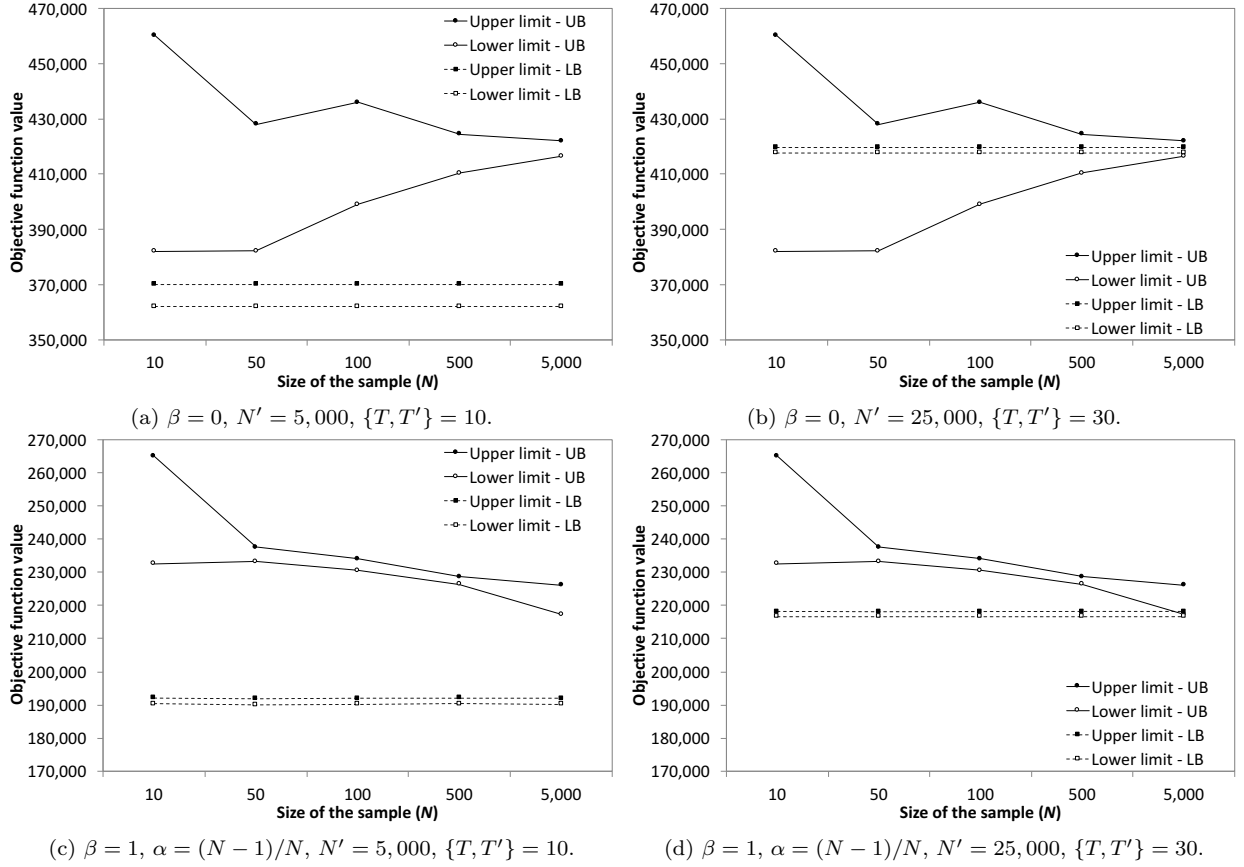 470,000
450,000
430,000
410,000
390,000
370,000
350,000
Objective function value
10 50 100 500 5,000
Size of the sample (N)
Upper limit - UB
Lower limit - UB
Upper limit - LB
Lower limit - LB
(a) β = 0, N′ = 5, 000, {T, T′} = 10.
470,000
450,000
430,000
410,000
390,000
370,000
350,000
Objective function value
10 50 100 500 5,000
Size of the sample (N)
Upper limit - UB
Lower limit - UB
Upper limit - LB
Lower limit - LB
(b) β = 0, N′ = 25, 000, {T, T′} = 30.
270,000
260,000
250,000
240,000
230,000
220,000
210,000
200,000
190,000
180,000
170,000
Objective function value
10 50 100 500 5,000
Size of the sample (N)
Upper limit - UB
Lower limit - UB
Upper limit - LB
Lower limit - LB
(c) β = 1, α = (N − 1)/N, N′ = 5, 000, {T, T′} = 10.
270,000
260,000
250,000
240,000
230,000
220,000
210,000
200,000
190,000
180,000
170,000
Objective function value
10 50 100 500 5,000
Size of the sample (N)
Upper limit - UB
Lower limit - UB
Upper limit - LB
Lower limit - LB
(d) β = 1, α = (N − 1)/N, N′ = 25, 000, {T, T′} = 30.